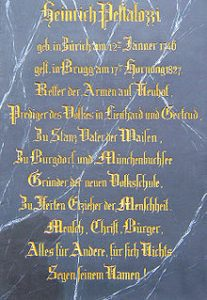 Heinrich Pestalozzi.
geb. in Zürich am 12ten Jänner 1746
gest. in Brugg am 17ten Hornung 1827.
Retter der Armen auf Neuhof,
Prediger des Volkes in Lienhard und Gertrud,
Zu Stanz Vater der Waisen,
Zu Burgdorf und Münchenbuchsee
Gründer der neuen Volksschule.
Zu Iferten Erzieher der Menschheit.
Mensch, Christ, Bürger,
Alles für Andere, für sich Nichts.
Segen seinem Namen!